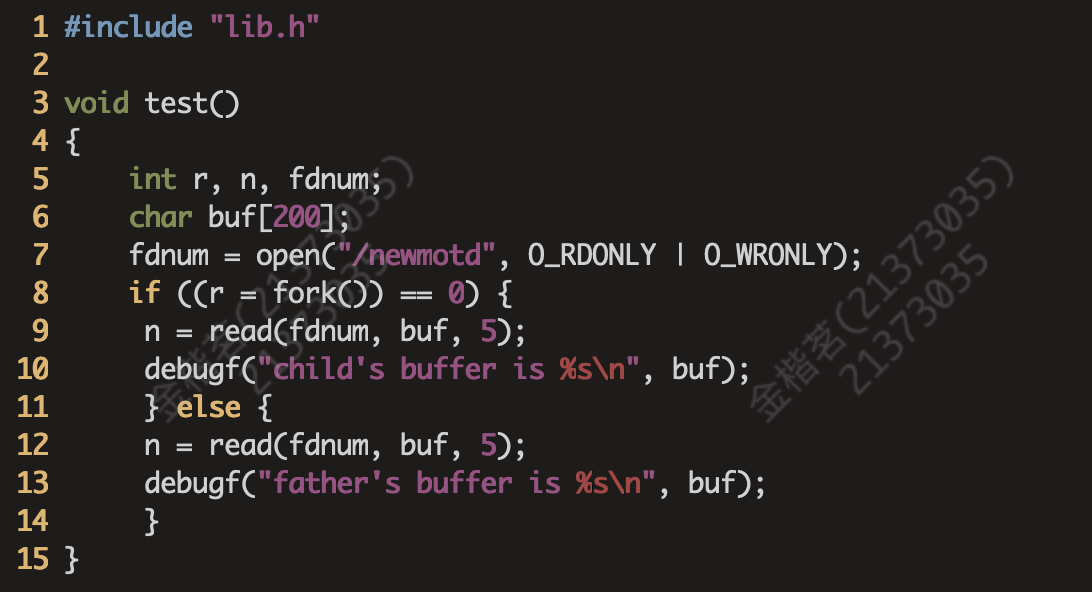 1 #include "lib.h"
2
3 void test()
4 {
5     int r, n, fdnum;
6     char buf[200];
7     fdnum = open("/newmotd", O_RDONLY | O_WRONLY);
8     if ((r = fork()) == 0) {
9      n = read(fdnum, buf, 5);
10      debugf("child's buffer is %s\n", buf);
11      } else {
12      n = read(fdnum, buf, 5);
13      debugf("father's buffer is %s\n", buf);
14      }
15 }
金楷茗(21373035)
21373035
金楷茗(21373035)
21373035